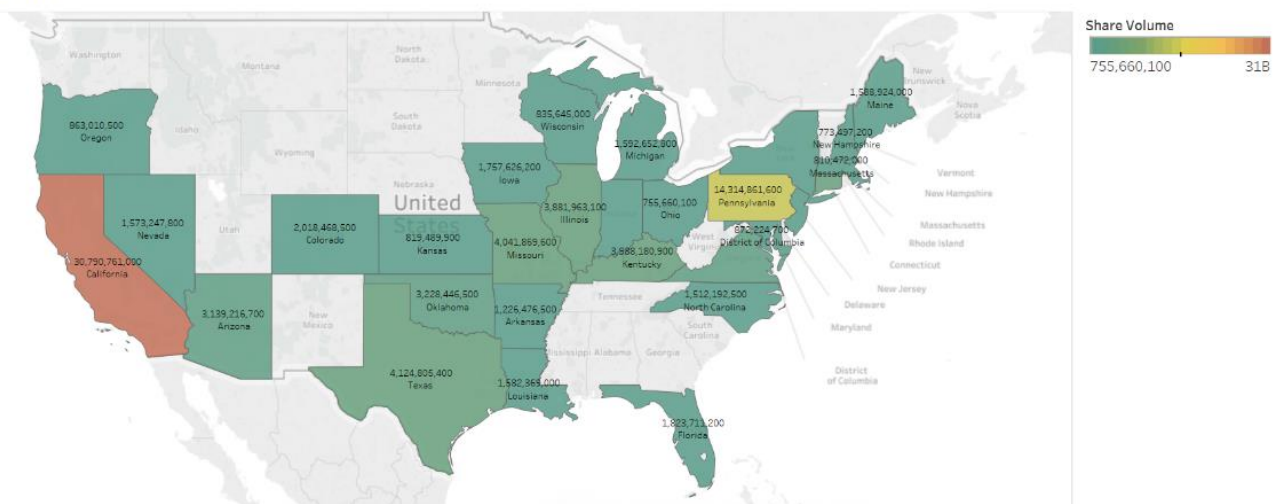 Share Volume
755,660,100 31B
Washington
Montana
North
Dakota
Minnesota
South
Dakota
Idaho
Wyoming
Nebraska
United
States
Utah
New
Mexico
Tennessee
Mississippi Alabama
Georgia
South
Carolina
West
Virginia
New
Brunswick
Nova
Scotia
Vermont
New Hampshire
Massachusetts
Rhode Island
Connecticut
New Jersey
Delaware
Maryland
District
of Columbia
863,010,500
Oregon
30,790,761,000
California
1,573,247,800
Nevada
3,139,216,700
Arizona
2,018,468,500
Colorado
819,489,900
Kansas
3,228,446,500
Oklahoma
4,124,805,400
Texas
1,757,626,200
Iowa
4,041,869,600
Missouri
1,226,476,500
Arkansas
1,582,369,000
Louisiana
835,645,000
Wisconsin
3,881,963,100
Illinois
1,592,652,800
Michigan
755,660,100
Ohio
3,888,180,900
Kentucky
14,314,861,600
Pennsylvania
872,224,700
District of Columbia
1,512,192,500
North Carolina
1,823,711,200
Florida
1,588,924,000
Maine
773,497,200
New Hampshire
810,472,000
Massachusetts